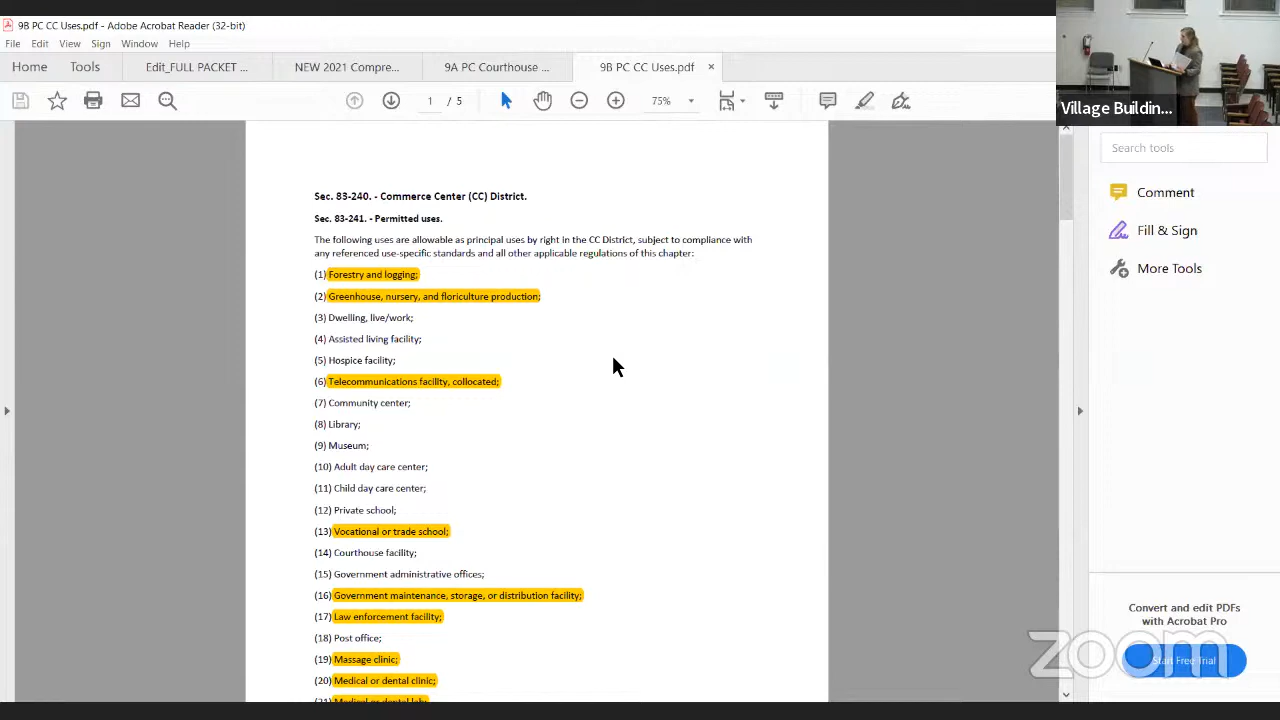 9B PC CC Uses.pdf - Adobe Acrobat Reader (32-bit)
File Edit View Sign Window Help
Home Tools Edit_FULL PACKET ... NEW 2021 Compre... 9A PC Courthouse ... 9B PC CC Uses.pdf ×
1 / 5 75%
Village Buildin...
Search tools
Comment
Fill & Sign
More Tools
Sec. 83-240. - Commerce Center (CC) District.
Sec. 83-241. - Permitted uses.
The following uses are allowable as principal uses by right in the CC District, subject to compliance with
any referenced use-specific standards and all other applicable regulations of this chapter:
(1) Forestry and logging;
(2) Greenhouse, nursery, and floriculture production;
(3) Dwelling, live/work;
(4) Assisted living facility;
(5) Hospice facility;
(6) Telecommunications facility, collocated;
(7) Community center;
(8) Library;
(9) Museum;
(10) Adult day care center;
(11) Child day care center;
(12) Private school;
(13) Vocational or trade school;
(14) Courthouse facility;
(15) Government administrative offices;
(16) Government maintenance, storage, or distribution facility;
(17) Law enforcement facility;
(18) Post office;
(19) Massage clinic;
(20) Medical or dental clinic;
(21) Medical or dental lab;
Convert and edit PDFs
with Acrobat Pro
Start Free Trial
zoom